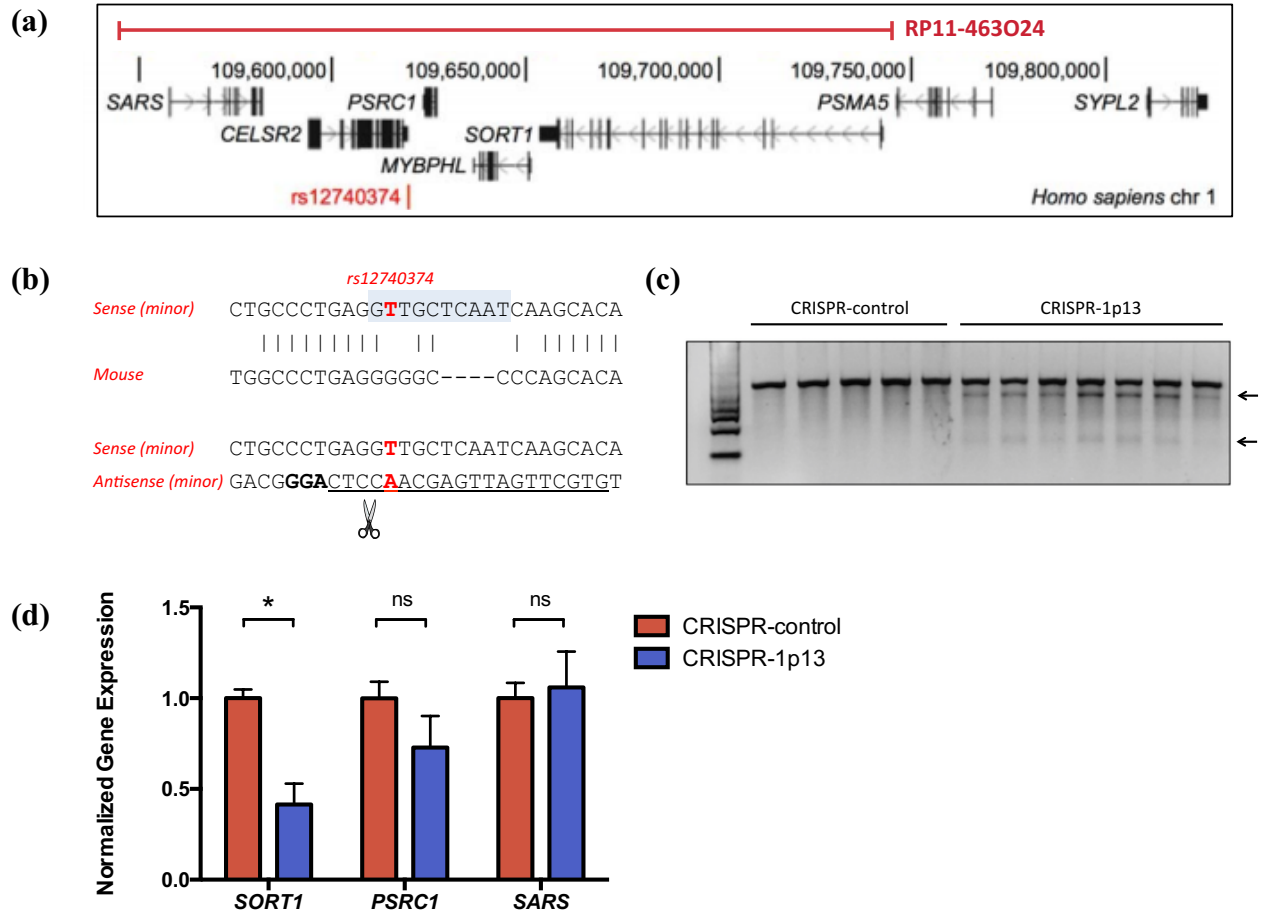 (a)
RP11-463O24
109,600,000 109,650,000 109,700,000 109,750,000 109,800,000
SARS PSRC1 PSMA5 SYPL2
CELSR2 SORT1
MYBPHL
rs12740374 Homo sapiens chr 1
(b)
rs12740374
Sense (minor) CTGCCCTGAGGTTGCTCAATCAAGCACA
Mouse TGGCCCTGAGGGGGC----CCCAGCACA
Sense (minor) CTGCCCTGAGGTTGCTCAATCAAGCACA
Antisense (minor) GACGGGACTCCAACGAGTTAGTTCGTGT
(c)
CRISPR-control CRISPR-1p13
(d)
Normalized Gene Expression
1.5
1.0
0.5
0.0
* ns ns
SORT1 PSRC1 SARS
CRISPR-control
CRISPR-1p13